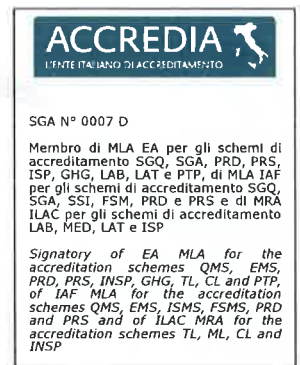 ACCREDIA
L'ENTE ITALIANO DI ACCREDITAMENTO
SGA N° 0007 D
Membro di MLA EA per gli schemi di
accreditamento SGQ, SGA, PRD, PRS,
ISP, GHG, LAB, LAT e PTP, di MLA IAF
per gli schemi di accreditamento SGQ,
SGA, SSI, FSM, PRD e PRS e di MRA
ILAC per gli schemi di accreditamento
LAB, MED, LAT e ISP
Signatory of EA MLA for the
accreditation schemes QMS, EMS,
PRD, PRS, INSP, GHG, TL, CL and PTP,
of IAF MLA for the accreditation
schemes QMS, EMS, ISMS, FSMS, PRD
and PRS and of ILAC MRA for the
accreditation schemes TL, ML, CL and
INSP